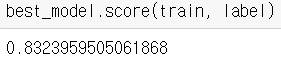 best_model.score(train, label)
0.8323959505061868